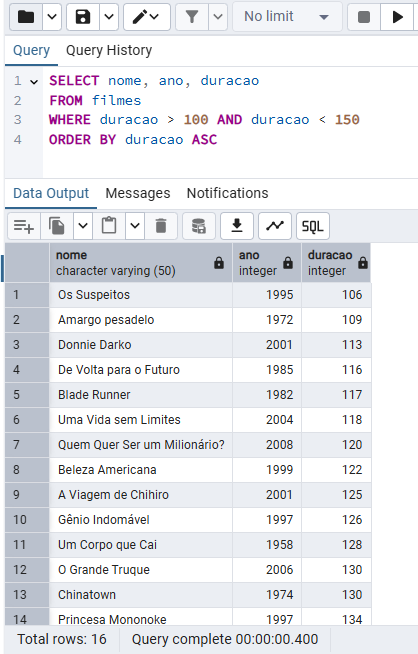 No limit
Query Query History
1 SELECT nome, ano, duracao
2 FROM filmes
3 WHERE duracao > 100 AND duracao < 150
4 ORDER BY duracao ASC
Data Output Messages Notifications
SQL
nome ano duracao
character varying (50) integer integer
1 Os Suspeitos 1995 106
2 Amargo pesadelo 1972 109
3 Donnie Darko 2001 113
4 De Volta para o Futuro 1985 116
5 Blade Runner 1982 117
6 Uma Vida sem Limites 2004 118
7 Quem Quer Ser um Milionário? 2008 120
8 Beleza Americana 1999 122
9 A Viagem de Chihiro 2001 125
10 Gênio Indomável 1997 126
11 Um Corpo que Cai 1958 128
12 O Grande Truque 2006 130
13 Chinatown 1974 130
14 Princesa Mononoke 1997 134
Total rows: 16 Query complete 00:00:00.400